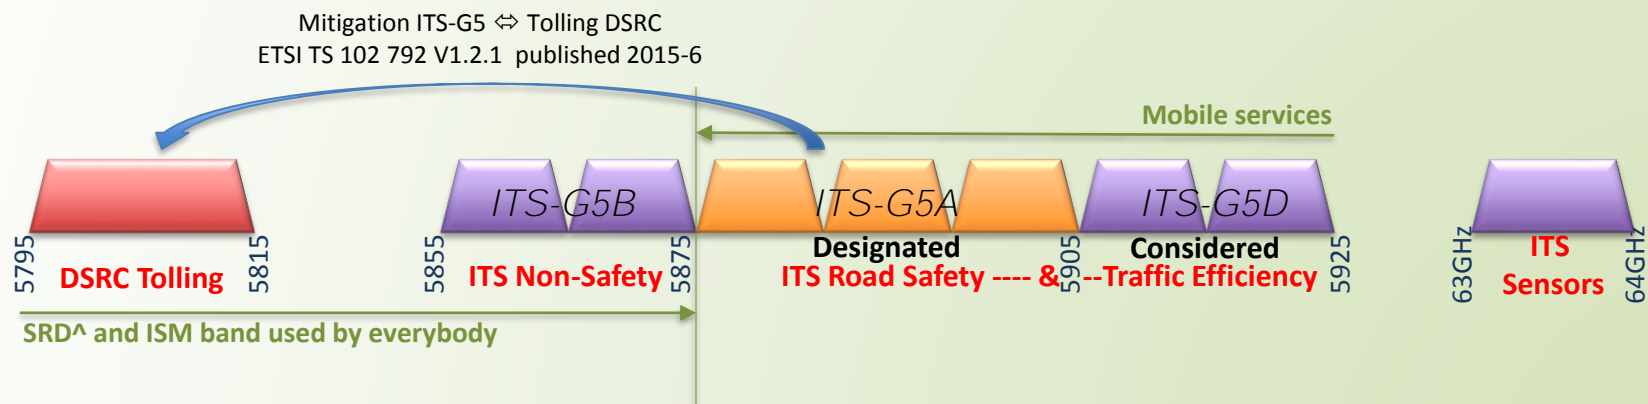 Mitigation ITS-G5 ⇔ Tolling DSRC
ETSI TS 102 792 V1.2.1 published 2015-6
Mobile services
ITS-G5B
ITS-G5A
ITS-G5D
Designated
Considered
5795
DSRC Tolling
5815
5855
ITS Non-Safety
5875
ITS Road Safety ---- & --Traffic Efficiency
5905
5925
63GHz
ITS
Sensors
64GHz
SRD^ and ISM band used by everybody